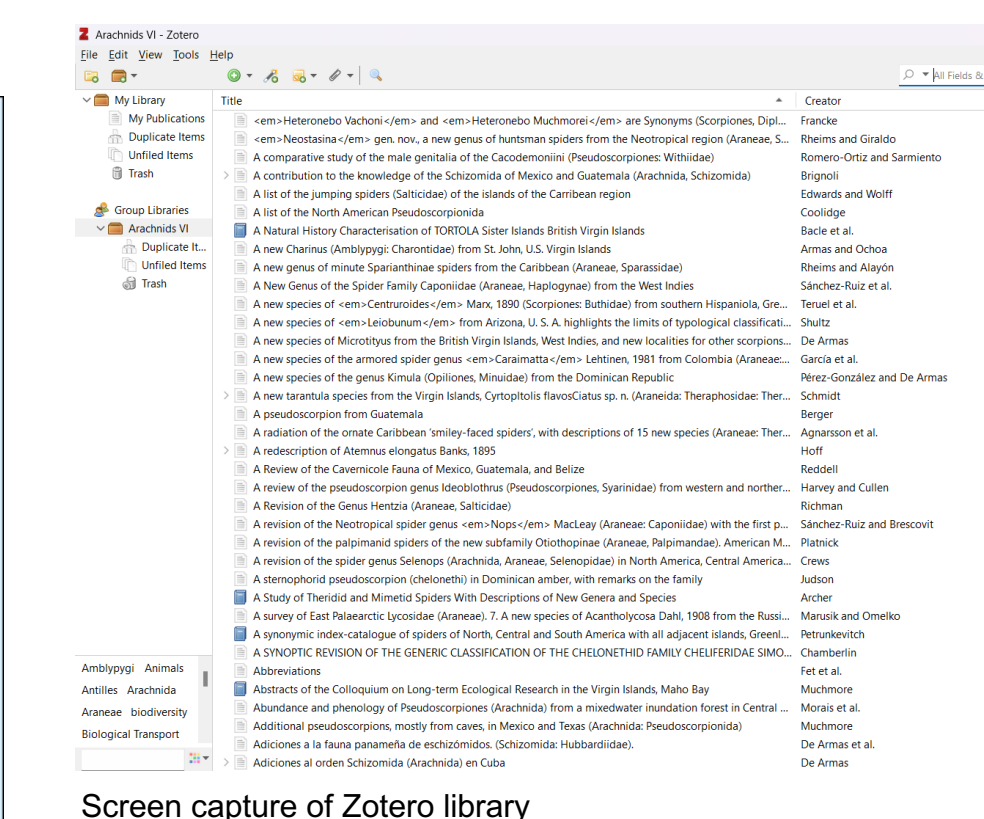 Arachnids VI - Zotero
File Edit View Tools Help
All Fields &
My Library
My Publications
Duplicate Items
Unfiled Items
Trash
Group Libraries
Arachnids VI
Duplicate It...
Unfiled Items
Trash
Amblypygi Animals
Antilles Arachnida
Araneae biodiversity
Biological Transport
Title Creator
<em>Heteronebo Vachoni</em> and <em>Heteronebo Muchmorei</em> are Synonyms (Scorpiones, Dipl... Francke
<em>Neostasina</em> gen. nov., a new genus of huntsman spiders from the Neotropical region (Araneae, S... Rheims and Giraldo
A comparative study of the male genitalia of the Cacodemoniini (Pseudoscorpiones: Withiidae) Romero-Ortiz and Sarmiento
A contribution to the knowledge of the Schizomida of Mexico and Guatemala (Arachnida, Schizomida) Brignoli
A list of the jumping spiders (Salticidae) of the islands of the Carribean region Edwards and Wolff
A list of the North American Pseudoscorpionida Coolidge
A Natural History Characterisation of TORTOLA Sister Islands British Virgin Islands Bacle et al.
A new Charinus (Amblypygi: Charontidae) from St. John, U.S. Virgin Islands Armas and Ochoa
A new genus of minute Sparianthinae spiders from the Caribbean (Araneae, Sparassidae) Rheims and Alayón
A New Genus of the Spider Family Caponiidae (Araneae, Haplogynae) from the West Indies Sánchez-Ruiz et al.
A new species of <em>Centruroides</em> Marx, 1890 (Scorpiones: Buthidae) from southern Hispaniola, Gre... Teruel et al.
A new species of <em>Leiobunum</em> from Arizona, U. S. A. highlights the limits of typological classificati... Shultz
A new species of Microtityus from the British Virgin Islands, West Indies, and new localities for other scorpions... De Armas
A new species of the armored spider genus <em>Caraimatta</em> Lehtinen, 1981 from Colombia (Araneae:... García et al.
A new species of the genus Kimula (Opiliones, Minuidae) from the Dominican Republic Pérez-González and De Armas
A new tarantula species from the Virgin Islands, Cyrtopltolis flavosCiatus sp. n. (Araneida: Theraphosidae: Ther... Schmidt
A pseudoscorpion from Guatemala Berger
A radiation of the ornate Caribbean 'smiley-faced spiders', with descriptions of 15 new species (Araneae: Ther... Agnarsson et al.
A redescription of Atemnus elongatus Banks, 1895 Hoff
A Review of the Cavernicole Fauna of Mexico, Guatemala, and Belize Reddell
A review of the pseudoscorpion genus Ideoblothrus (Pseudoscorpiones, Syarinidae) from western and norther... Harvey and Cullen
A Revision of the Genus Hentzia (Araneae, Salticidae) Richman
A revision of the Neotropical spider genus <em>Nops</em> MacLeay (Araneae: Caponiidae) with the first p... Sánchez-Ruiz and Brescovit
A revision of the palpimanid spiders of the new subfamily Otiothopinae (Araneae, Palpimandae). American M... Platnick
A revision of the spider genus Selenops (Arachnida, Araneae, Selenopidae) in North America, Central America... Crews
A sternophorid pseudoscorpion (chelonethi) in Dominican amber, with remarks on the family Judson
A Study of Theridid and Mimetid Spiders With Descriptions of New Genera and Species Archer
A survey of East Palaearctic Lycosidae (Araneae). 7. A new species of Acantholycosa Dahl, 1908 from the Russi... Marusik and Omelko
A synonymic index-catalogue of spiders of North, Central and South America with all adjacent islands, Greenl... Petrunkevitch
A SYNOPTIC REVISION OF THE GENERIC CLASSIFICATION OF THE CHELONETHID FAMILY CHELIFERIDAE SIMO... Chamberlin
Abbreviations Fet et al.
Abstracts of the Colloquium on Long-term Ecological Research in the Virgin Islands, Maho Bay Muchmore
Abundance and phenology of Pseudoscorpiones (Arachnida) from a mixedwater inundation forest in Central ... Morais et al.
Additional pseudoscorpions, mostly from caves, in Mexico and Texas (Arachnida: Pseudoscorpionida) Muchmore
Adiciones a la fauna panameña de eschizómidos. (Schizomida: Hubbardiidae). De Armas et al.
Adiciones al orden Schizomida (Arachnida) en Cuba De Armas
Screen capture of Zotero library